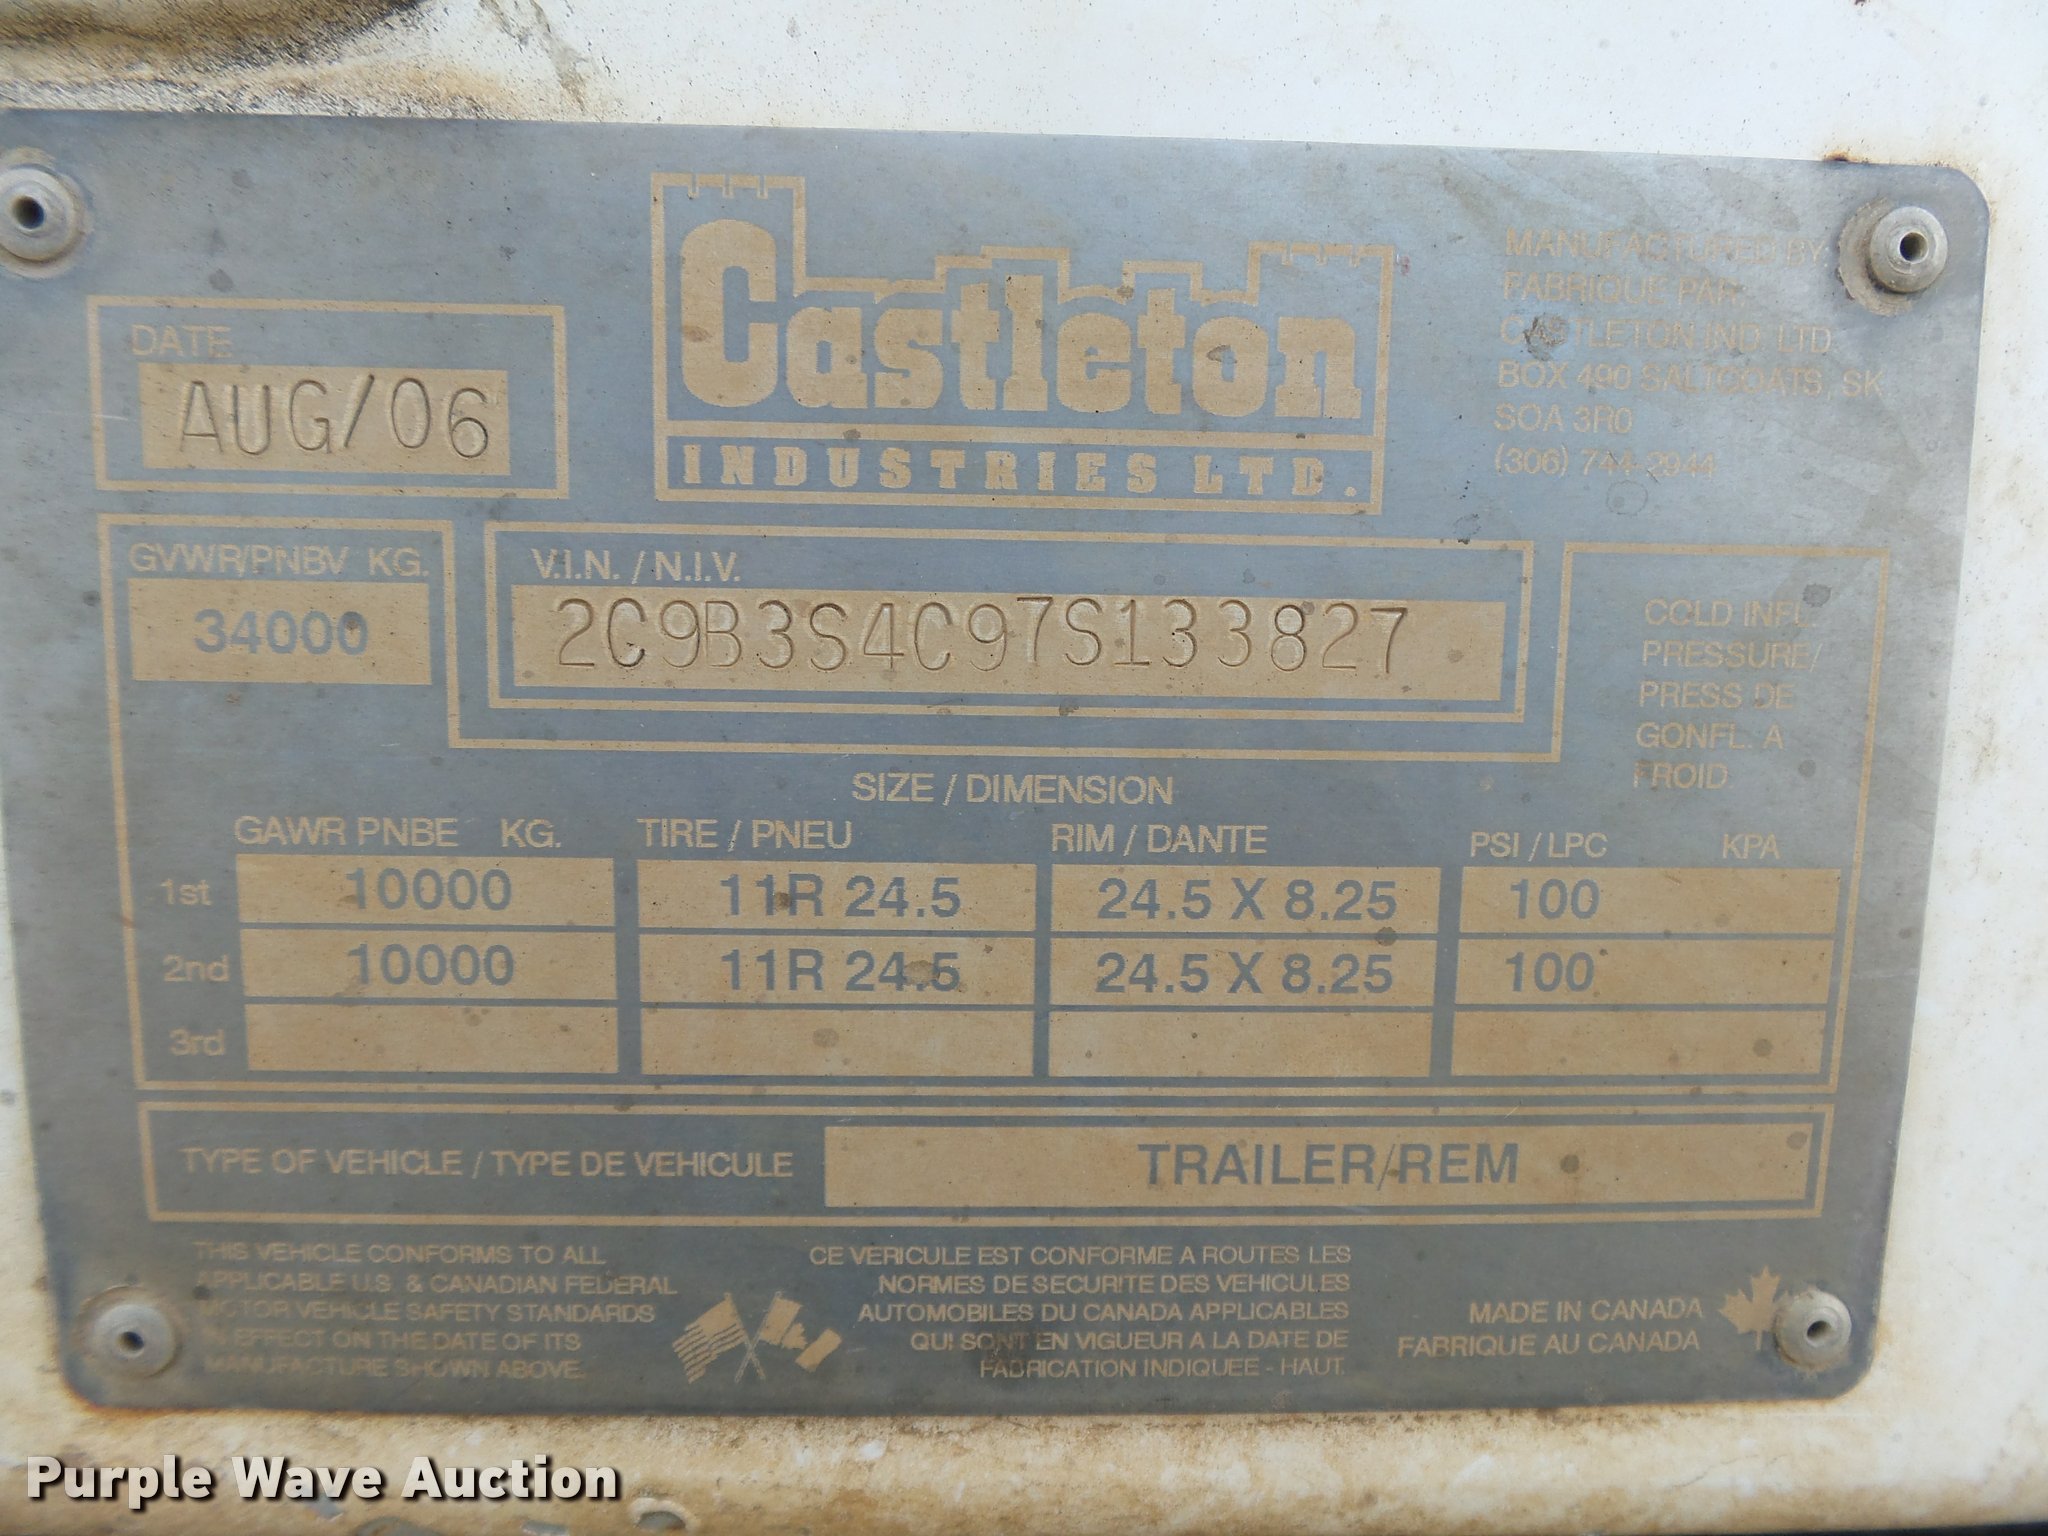 Castleton
INDUSTRIES LTD.
MANUFACTURED BY
FABRIQUE PAR:
CASTLETON IND. LTD.
BOX 490 SALTCOATS, SK
SOA 3R0
(306) 744-2944
DATE
AUG/06
GVWR/PNBV KG.
34000
V.I.N. / N.I.V.
2C9B3S4C97S133827
COLD INFL.
PRESSURE/
PRESS DE
GONFL. A
FROID
SIZE / DIMENSION
GAWR PNBE KG. TIRE / PNEU RIM / DANTE PSI / LPC KPA
1st 10000 11R 24.5 24.5 X 8.25 100
2nd 10000 11R 24.5 24.5 X 8.25 100
3rd
TYPE OF VEHICLE / TYPE DE VEHICULE TRAILER/REM
THIS VEHICLE CONFORMS TO ALL
APPLICABLE U.S & CANADIAN FEDERAL
MOTOR VEHICLE SAFETY STANDARDS
IN EFFECT ON THE DATE OF ITS
MANUFACTURE SHOWN ABOVE.
CE VERICULE EST CONFORME A ROUTES LES
NORMES DE SECURITE DES VEHICULES
AUTOMOBILES DU CANADA APPLICABLES
QUI SONT EN VIGUEUR A LA DATE DE
FABRICATION INDIQUEE - HAUT.
MADE IN CANADA
FABRIQUE AU CANADA
Purple Wave Auction